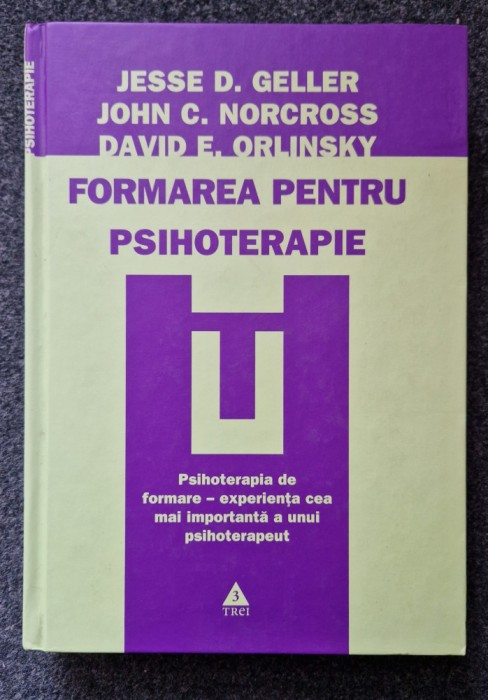 PSIHOTERAPIE
JESSE D. GELLER
JOHN C. NORCROSS
DAVID E. ORLINSKY
FORMAREA PENTRU
PSIHOTERAPIE
Psihoterapia de
formare – experiența cea
mai importantă a unui
psihoterapeut
3
TREI